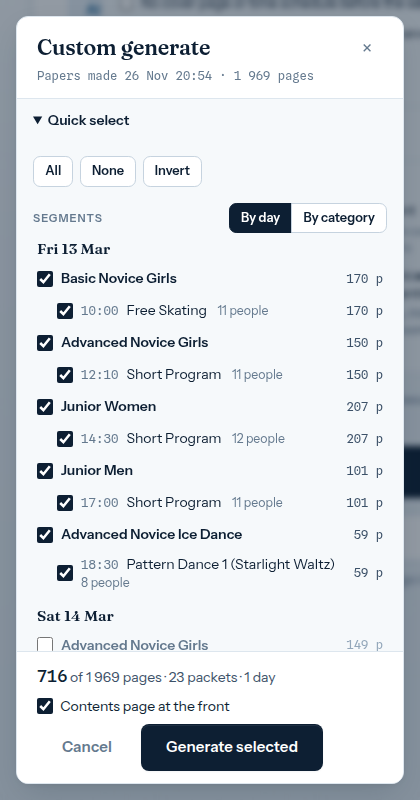 Custom generate
×
Papers made 26 Nov 20:54 · 1 969 pages
▼ Quick select
All None Invert
SEGMENTS By day By category
Fri 13 Mar
Basic Novice Girls 170 p
10:00 Free Skating 11 people 170 p
Advanced Novice Girls 150 p
12:10 Short Program 11 people 150 p
Junior Women 207 p
14:30 Short Program 12 people 207 p
Junior Men 101 p
17:00 Short Program 11 people 101 p
Advanced Novice Ice Dance 59 p
18:30 Pattern Dance 1 (Starlight Waltz) 59 p
8 people
Sat 14 Mar
Advanced Novice Girls 149 p
716 of 1 969 pages · 23 packets · 1 day
Contents page at the front
Cancel Generate selected